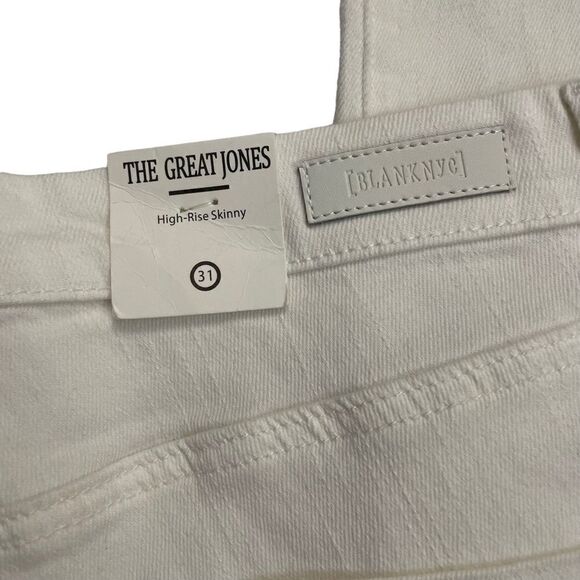 THE GREAT JONES
High-Rise Skinny
31
[BLANKNYC]